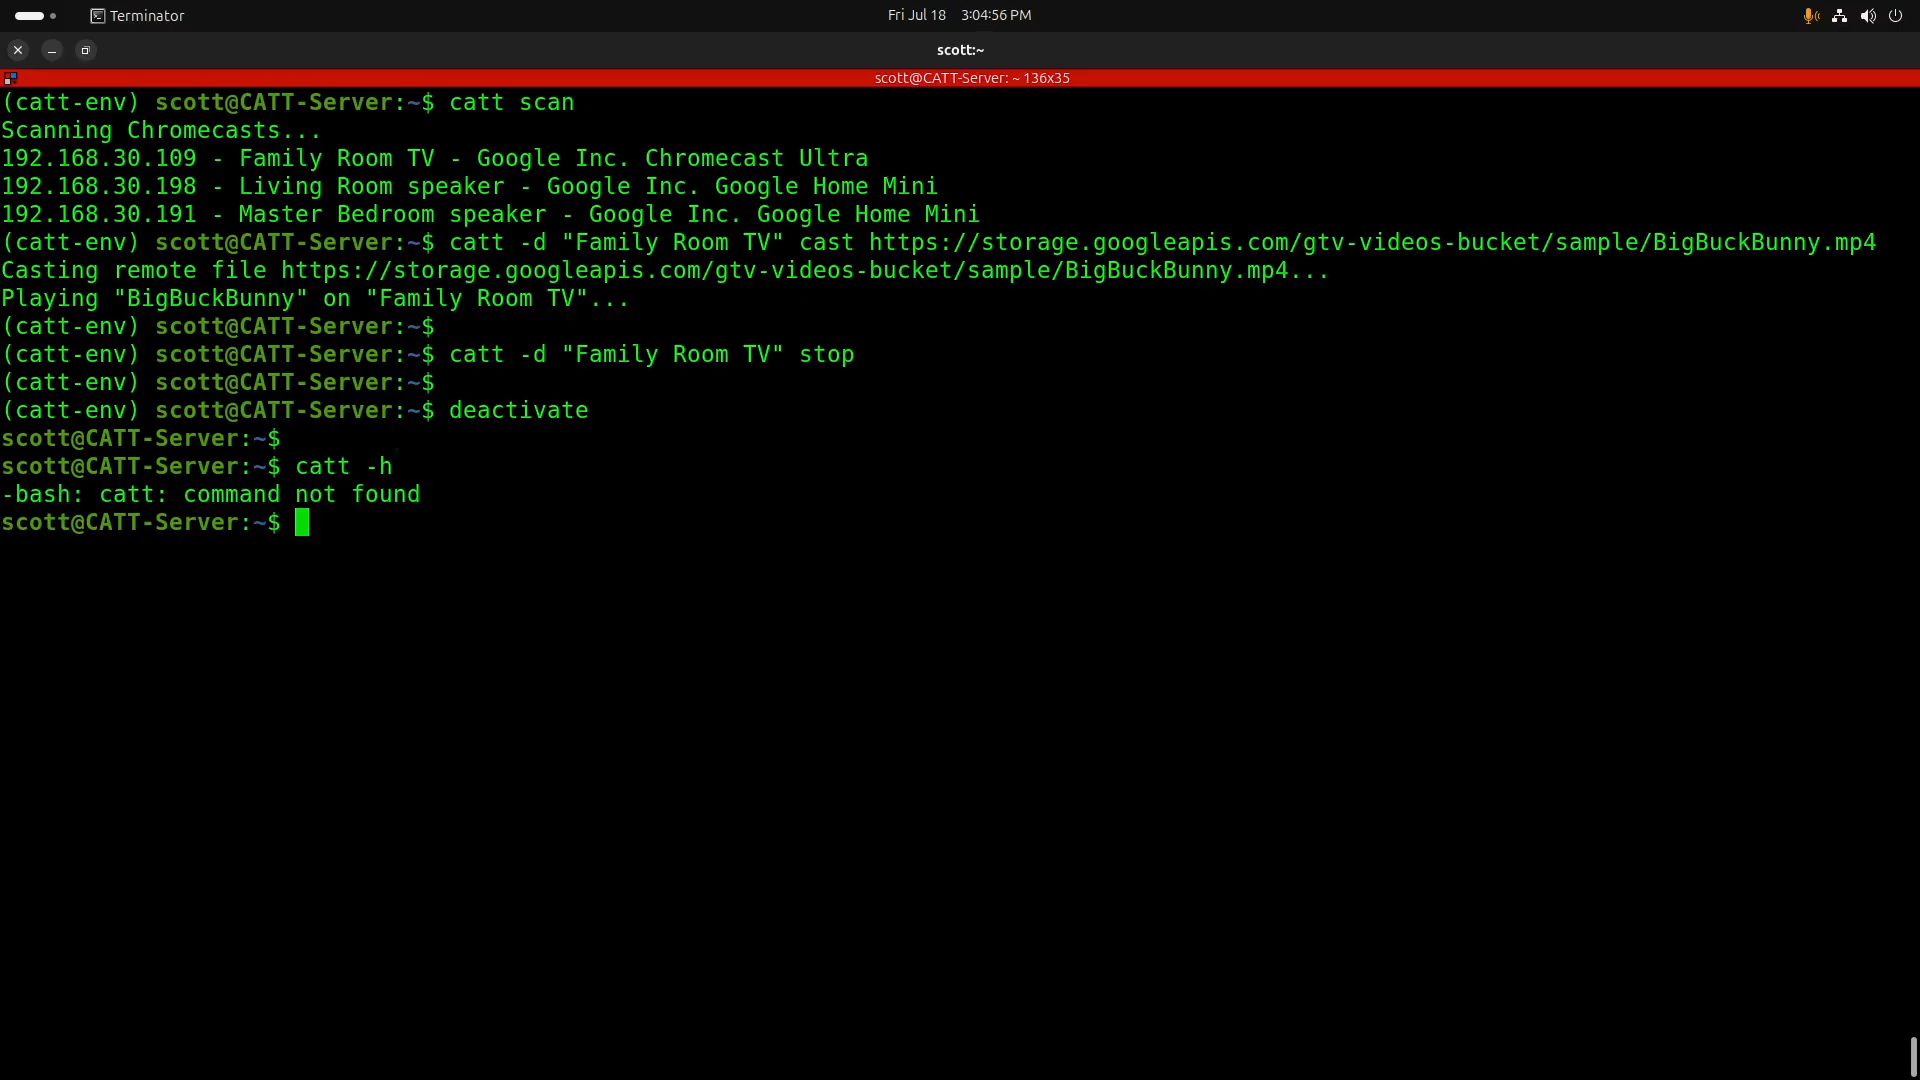 Terminator
Fri Jul 18 3:04:56 PM
scott:~
scott@CATT-Server: ~ 136x35
(catt-env) scott@CATT-Server:~$ catt scan
Scanning Chromecasts...
192.168.30.109 - Family Room TV - Google Inc. Chromecast Ultra
192.168.30.198 - Living Room speaker - Google Inc. Google Home Mini
192.168.30.191 - Master Bedroom speaker - Google Inc. Google Home Mini
(catt-env) scott@CATT-Server:~$ catt -d "Family Room TV" cast https://storage.googleapis.com/gtv-videos-bucket/sample/BigBuckBunny.mp4
Casting remote file https://storage.googleapis.com/gtv-videos-bucket/sample/BigBuckBunny.mp4...
Playing "BigBuckBunny" on "Family Room TV"...
(catt-env) scott@CATT-Server:~$
(catt-env) scott@CATT-Server:~$ catt -d "Family Room TV" stop
(catt-env) scott@CATT-Server:~$
(catt-env) scott@CATT-Server:~$ deactivate
scott@CATT-Server:~$
scott@CATT-Server:~$ catt -h
-bash: catt: command not found
scott@CATT-Server:~$